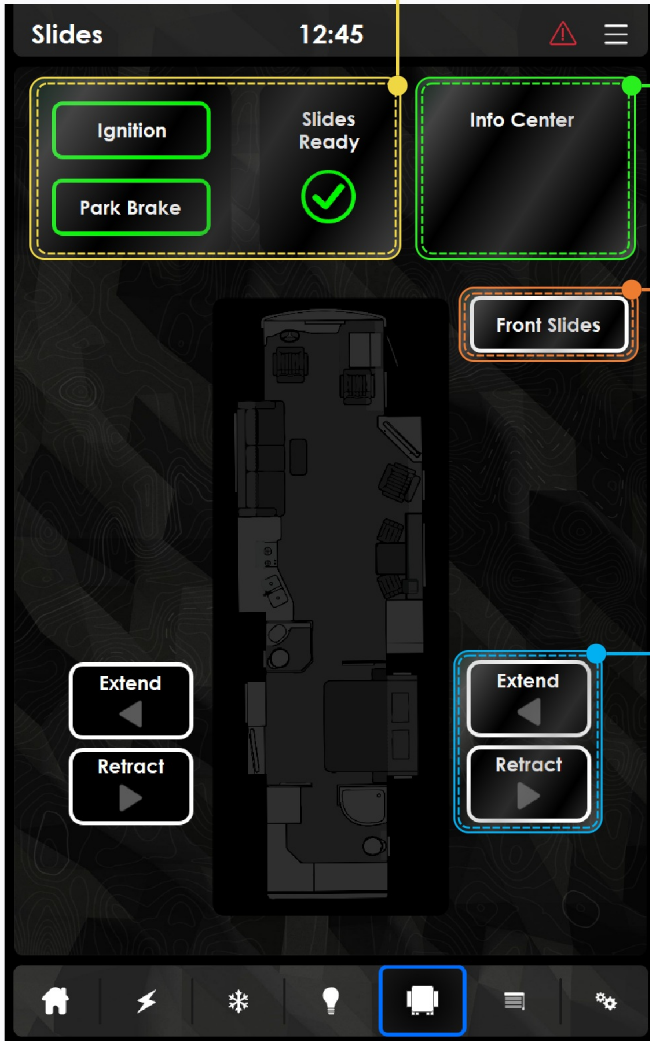 Slides 12:45
Ignition
Park Brake
Slides
Ready
Info Center
Front Slides
Extend
Retract
Extend
Retract